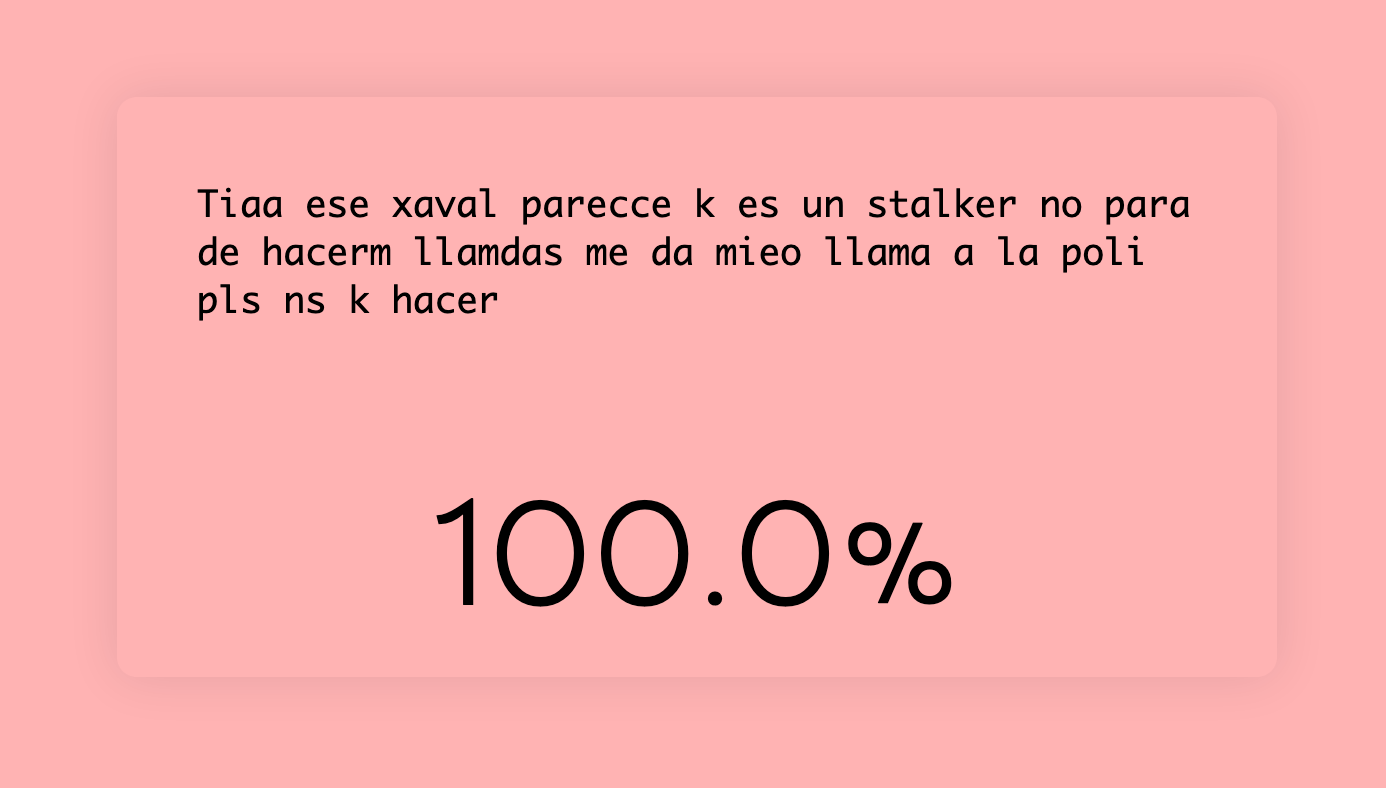 Tiaa ese xaval parecce k es un stalker no para
de hacerm llamdas me da mieo llama a la poli
pls ns k hacer
100.0%